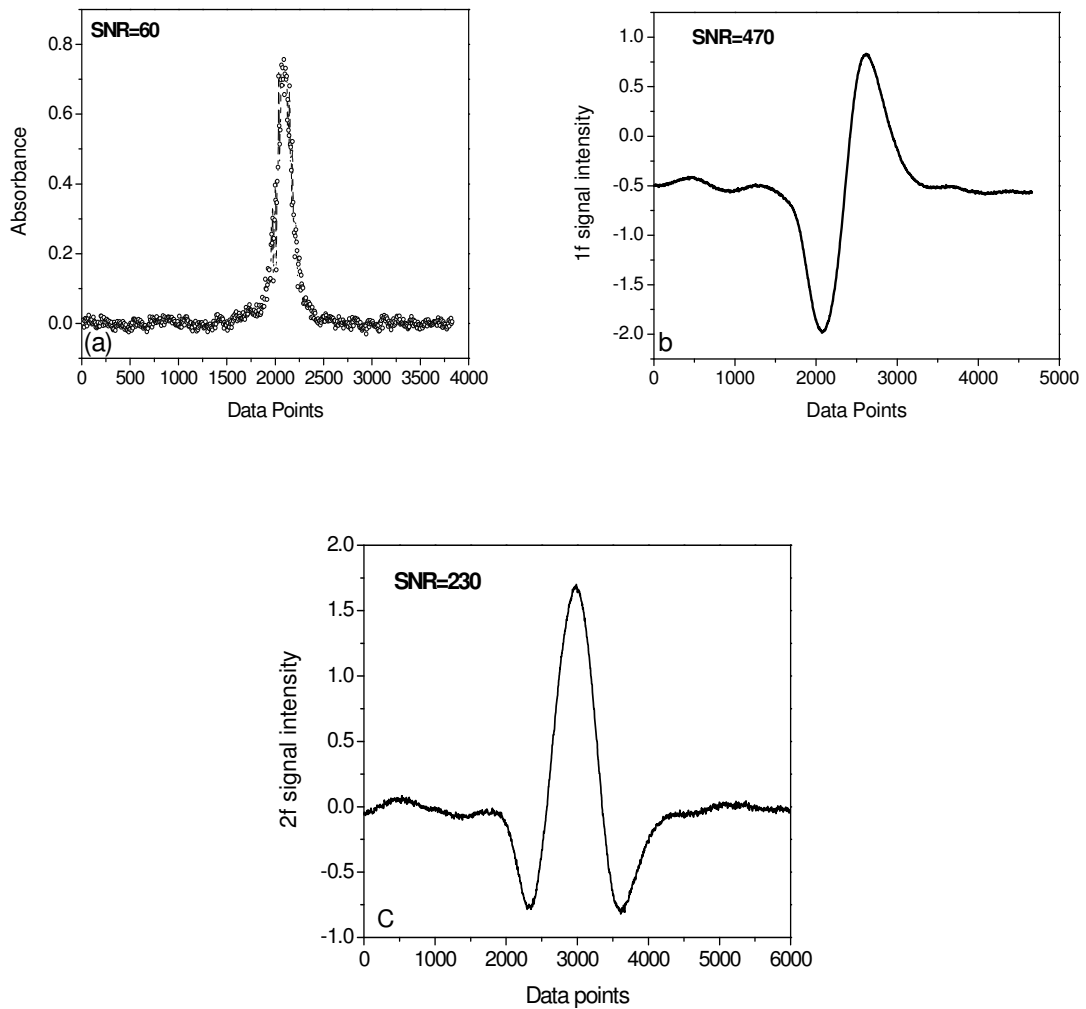 SNR=60
0.8
0.6
0.4
0.2
0.0
Absorbance
(a)
0 500 1000 1500 2000 2500 3000 3500 4000
Data Points
SNR=470
1.0
0.5
0.0
-0.5
-1.0
-1.5
-2.0
1f signal intensity
b
0 1000 2000 3000 4000 5000
Data Points
SNR=230
2.0
1.5
1.0
0.5
0.0
-0.5
-1.0
2f signal intensity
C
0 1000 2000 3000 4000 5000 6000
Data points